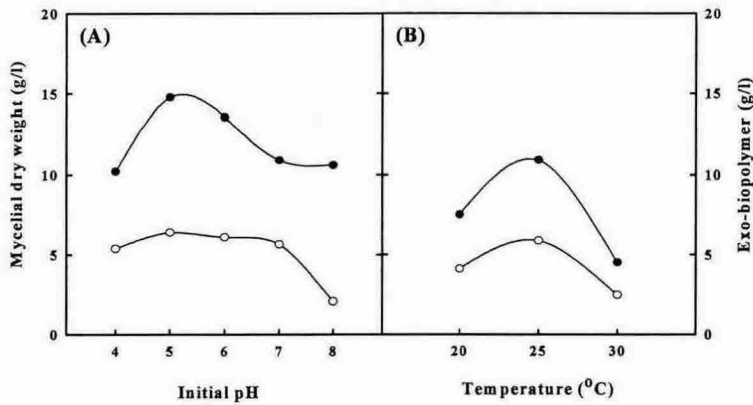 20
15
10
5
0
Mycelial dry weight (g/l)
(A)
4 5 6 7 8
Initial pH
(B)
20 25 30
Temperature (⁰C)
20
15
10
5
0
Exo-biopolymer (g/l)